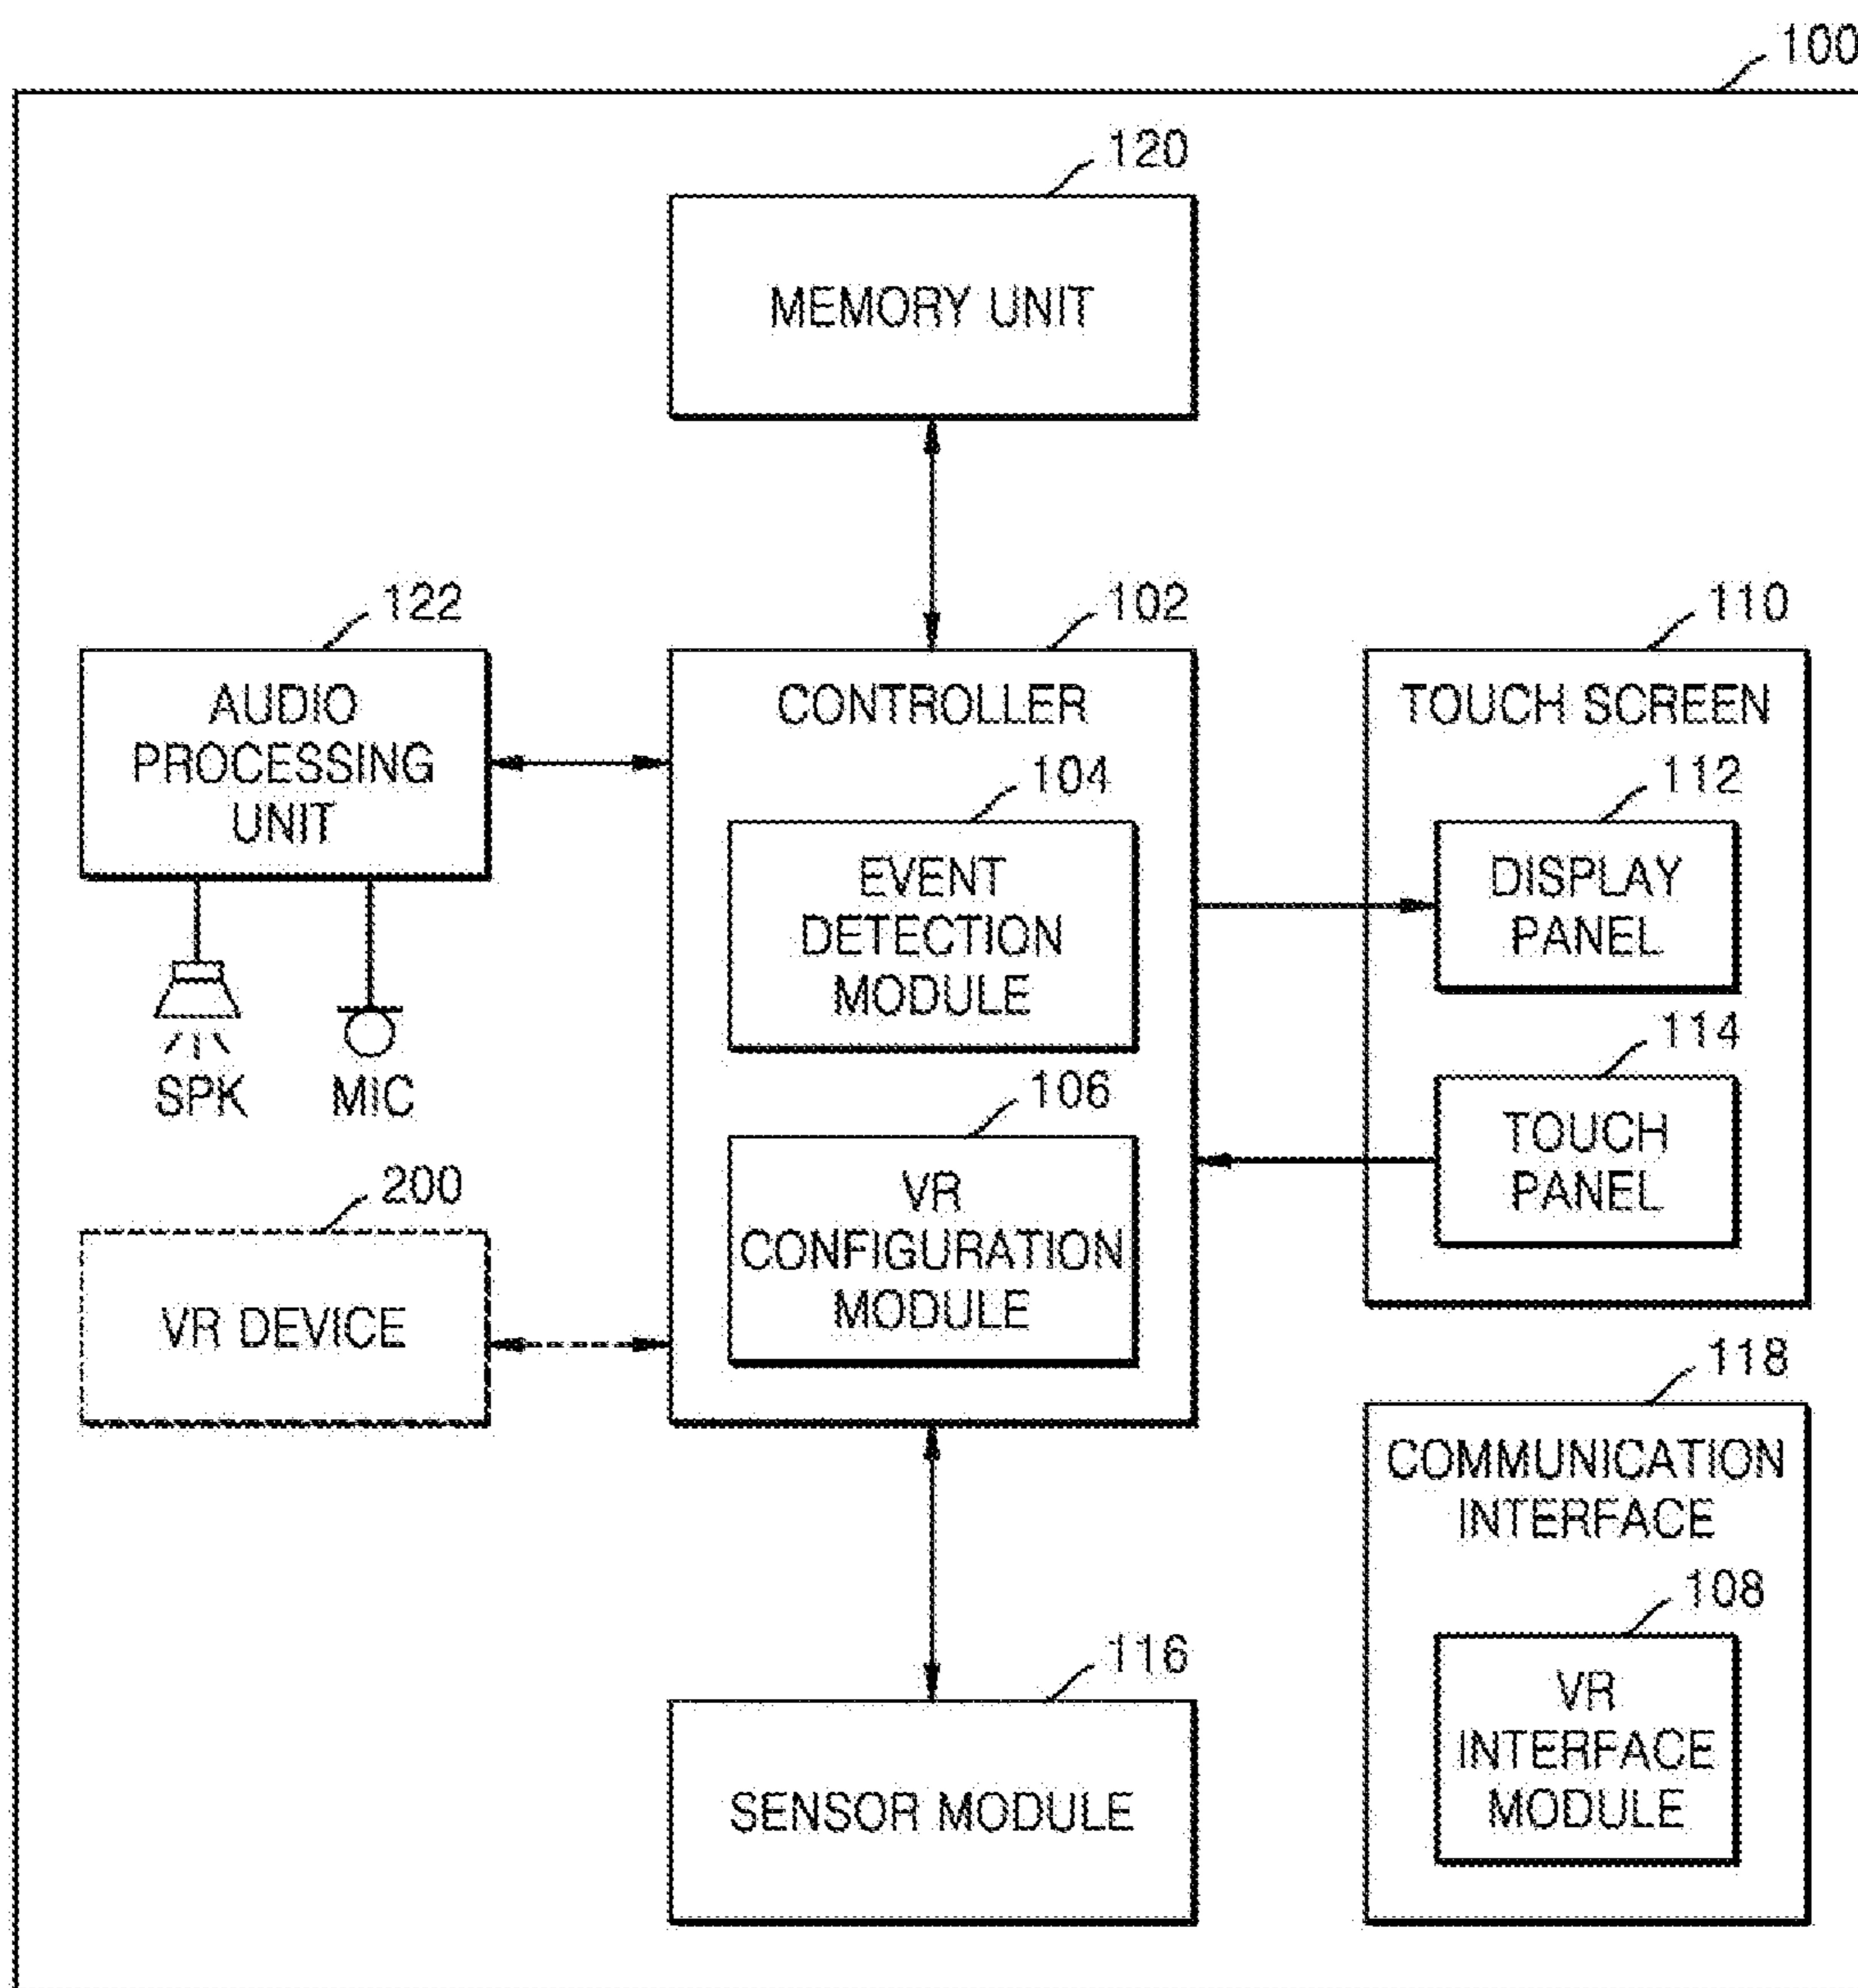 100
120
MEMORY UNIT
122
AUDIO
PROCESSING
UNIT
SPK
MIC
102
CONTROLLER
104
EVENT
DETECTION
MODULE
106
VR
CONFIGURATION
MODULE
110
TOUCH SCREEN
112
DISPLAY
PANEL
114
TOUCH
PANEL
200
VR DEVICE
118
COMMUNICATION
INTERFACE
108
VR
INTERFACE
MODULE
116
SENSOR MODULE